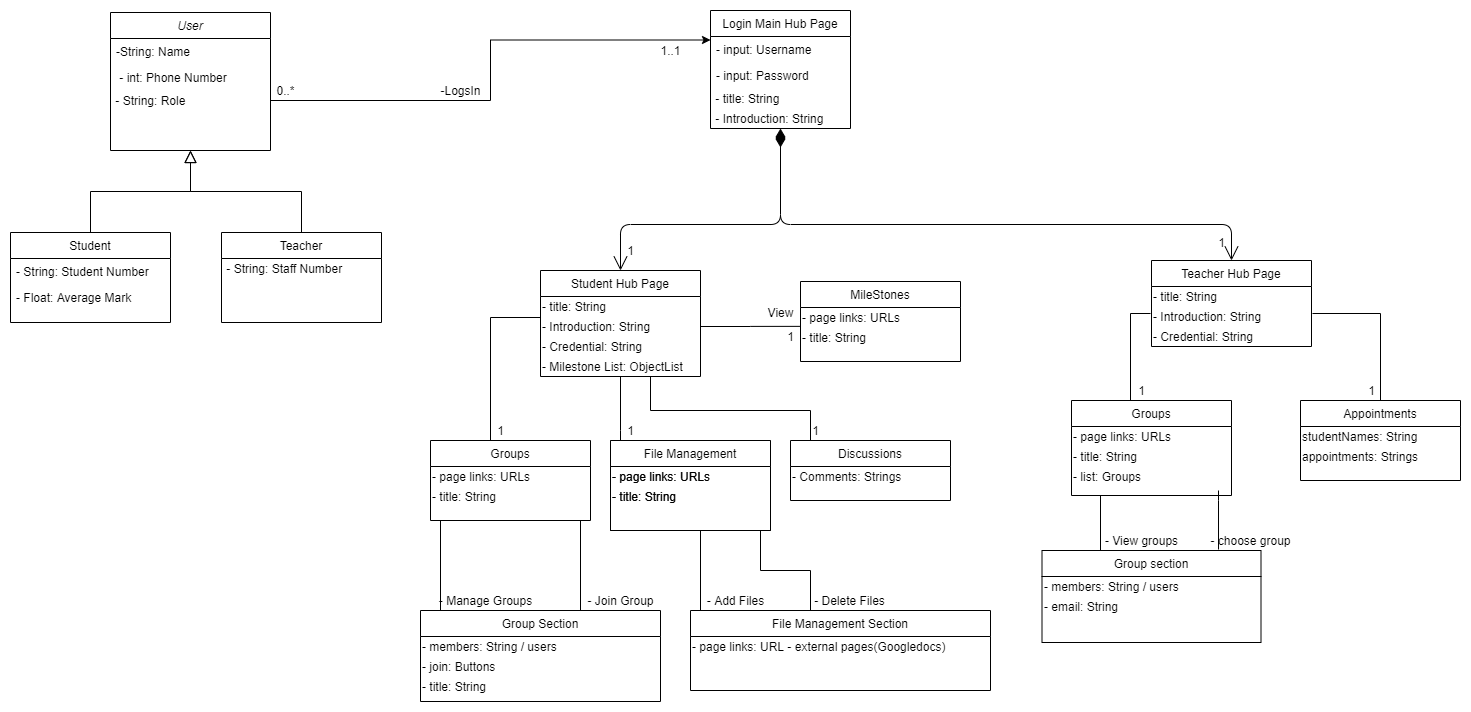 User
-String: Name
- int: Phone Number
- String: Role
0..*
-LogsIn
1..1
Login Main Hub Page
- input: Username
- input: Password
- title: String
- Introduction: String
Student
- String: Student Number
- Float: Average Mark
Teacher
- String: Staff Number
1
1
Student Hub Page
- title: String
- Introduction: String
- Credential: String
- Milestone List: ObjectList
View
1
MileStones
- page links: URLs
- title: String
Teacher Hub Page
- title: String
- Introduction: String
- Credential: String
1
1
1
1
1
Groups
- page links: URLs
- title: String
File Management
- page links: URLs
- title: String
Discussions
- Comments: Strings
Groups
- page links: URLs
- title: String
- list: Groups
Appointments
studentNames: String
appointments: Strings
- View groups
- choose group
Group section
- members: String / users
- email: String
- Manage Groups
- Join Group
- Add Files
- Delete Files
Group Section
- members: String / users
- join: Buttons
- title: String
File Management Section
- page links: URL - external pages(Googledocs)